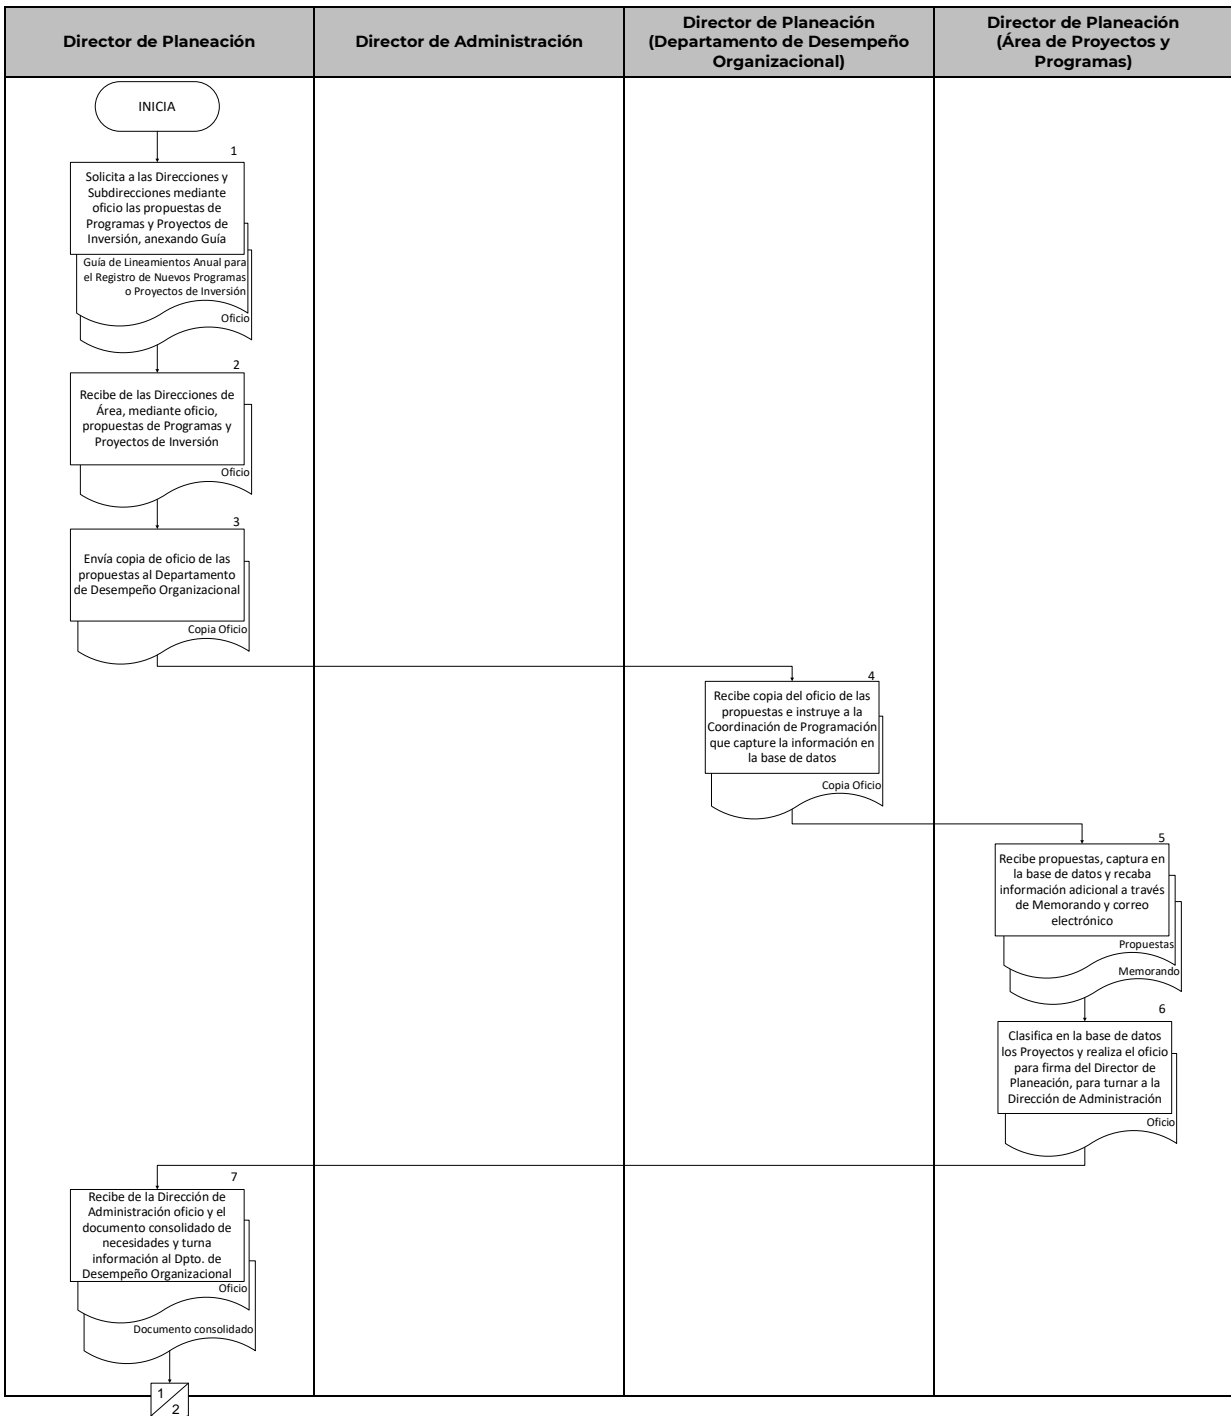 Director de Planeación
Director de Administración
Director de Planeación
(Departamento de Desempeño
Organizacional)
Director de Planeación
(Área de Proyectos y
Programas)
INICIA
1
Solicita a las Direcciones y
Subdirecciones mediante
oficio las propuestas de
Programas y Proyectos de
Inversión, anexando Guía
Guía de Lineamientos Anual para
el Registro de Nuevos Programas
o Proyectos de Inversión
Oficio
2
Recibe de las Direcciones de
Área, mediante oficio,
propuestas de Programas y
Proyectos de Inversión
Oficio
3
Envía copia de oficio de las
propuestas al Departamento
de Desempeño Organizacional
Copia Oficio
4
Recibe copia del oficio de las
propuestas e instruye a la
Coordinación de Programación
que capture la información en
la base de datos
Copia Oficio
5
Recibe propuestas, captura en
la base de datos y recaba
información adicional a través
de Memorando y correo
electrónico
Propuestas
Memorando
6
Clasifica en la base de datos
los Proyectos y realiza el oficio
para firma del Director de
Planeación, para turnar a la
Dirección de Administración
Oficio
7
Recibe de la Dirección de
Administración oficio y el
documento consolidado de
necesidades y turna
información al Dpto. de
Desempeño Organizacional
Oficio
Documento consolidado
1
2